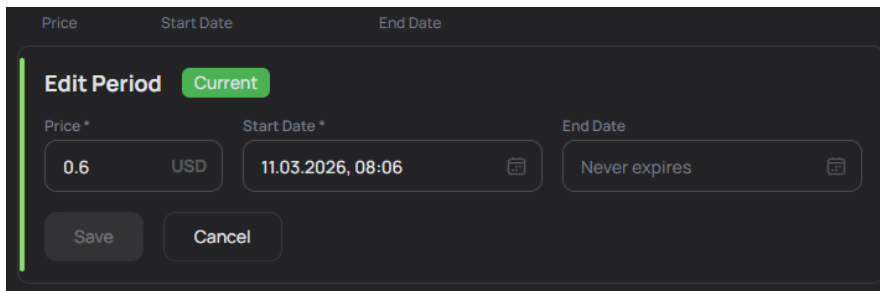 Price Start Date End Date
Edit Period Current
Price * Start Date * End Date
0.6 USD 11.03.2026, 08:06 Never expires
Save Cancel